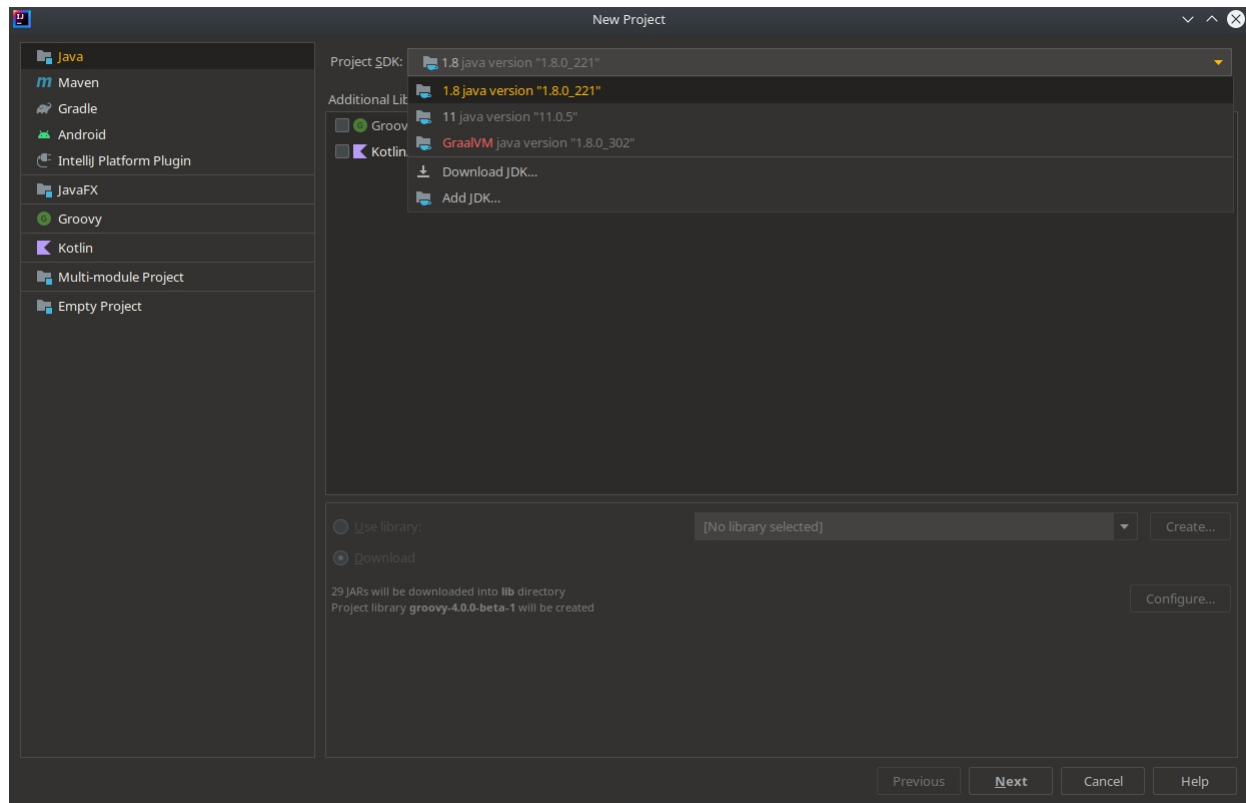 New Project
Java
Maven
Gradle
Android
IntelliJ Platform Plugin
JavaFX
Groovy
Kotlin
Multi-module Project
Empty Project
Project SDK: 1.8 java version "1.8.0_221"
1.8 java version "1.8.0_221"
11 java version "11.0.5"
GraalVM java version "1.8.0_302"
Download JDK...
Add JDK...
Additional Lib
Groov
Kotlin
Use library: [No library selected] Create...
Download
29 JARs will be downloaded into lib directory
Project library groovy-4.0.0-beta-1 will be created
Configure...
Previous Next Cancel Help